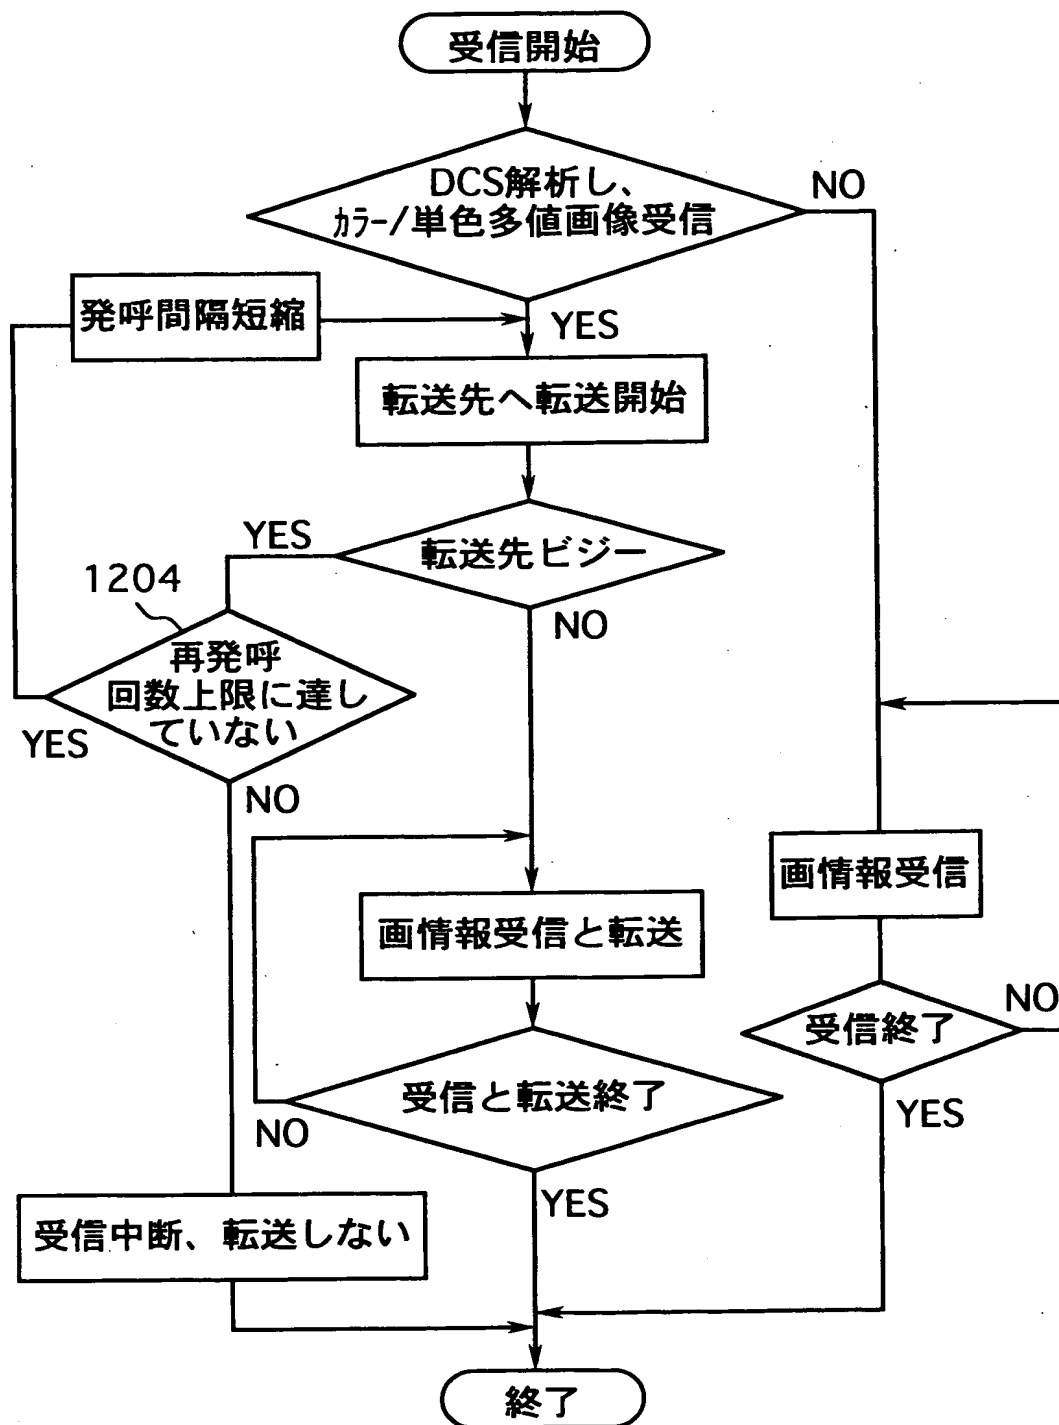 受信開始
DCS解析し、
カラー/単色多値画像受信
NO
発呼間隔短縮
YES
転送先へ転送開始
YES
転送先ビジー
1204
NO
再発呼
回数上限に達し
ていない
YES
NO
画情報受信
画情報受信と転送
NO
受信終了
受信と転送終了
YES
NO
YES
受信中断、転送しない
終了